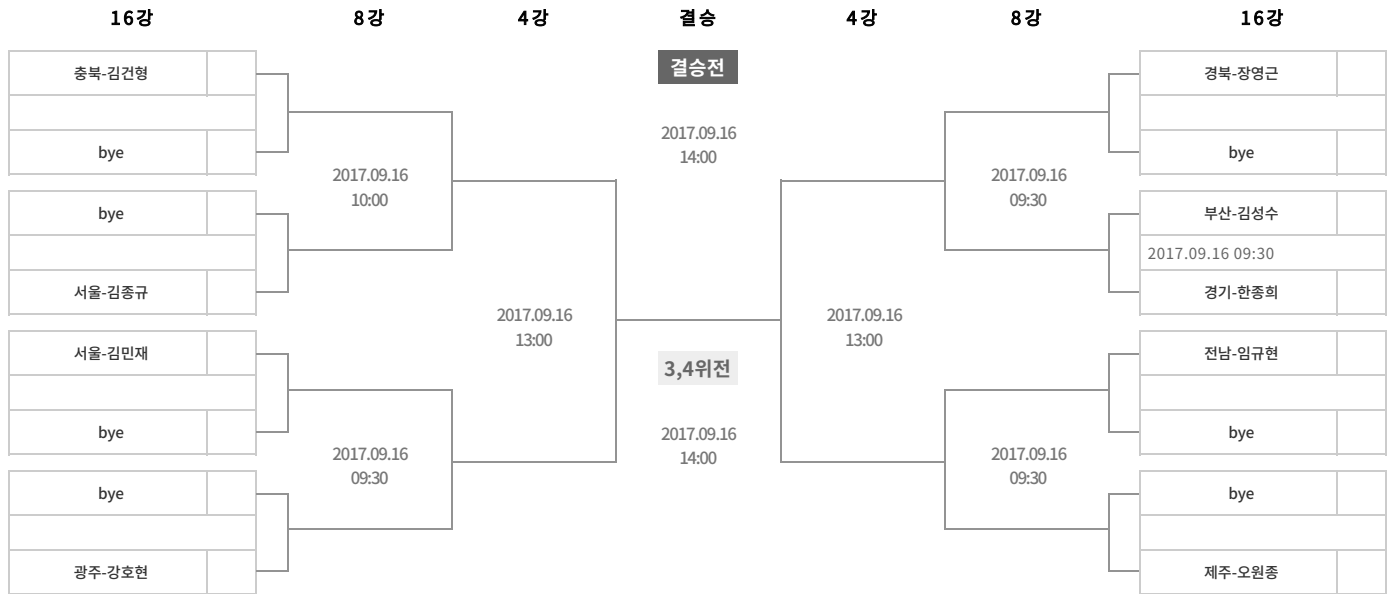 16강 8강 4강 결승 4강 8강 16강
충북-김건형
bye
bye
서울-김종규
서울-김민재
bye
bye
광주-강호현
2017.09.16
10:00
2017.09.16
09:30
2017.09.16
13:00
결승전
2017.09.16
14:00
3,4위전
2017.09.16
14:00
2017.09.16
13:00
2017.09.16
09:30
2017.09.16
09:30
경북-장영근
bye
부산-김성수
2017.09.16 09:30
경기-한종희
전남-임규현
bye
bye
제주-오원종